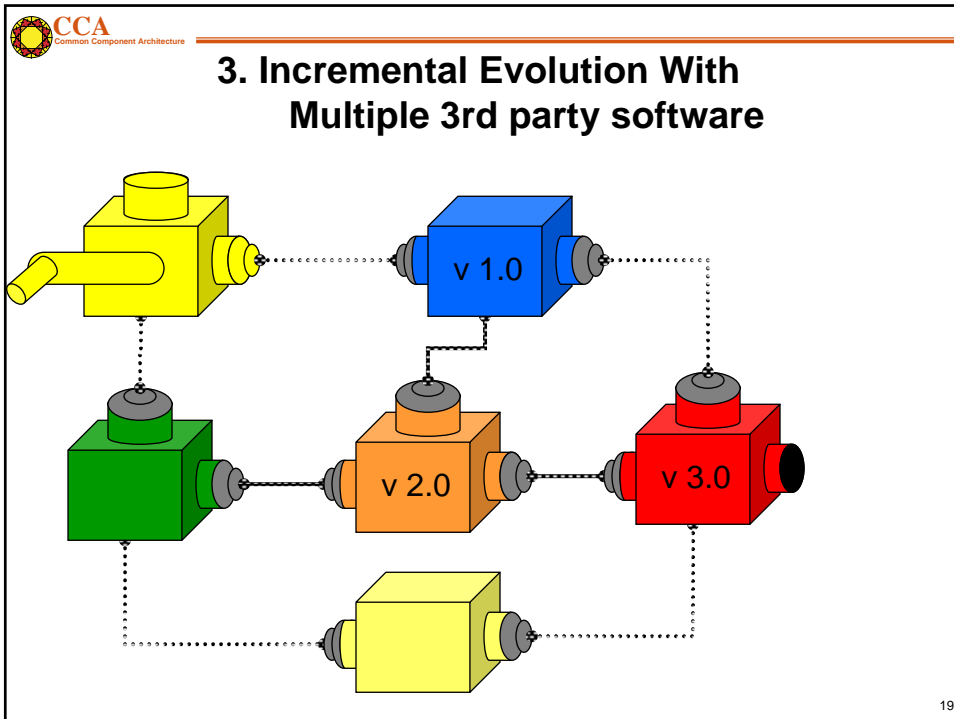 CCA
Common Component Architecture
3. Incremental Evolution With
Multiple 3rd party software
v 1.0
v 2.0
v 3.0
19